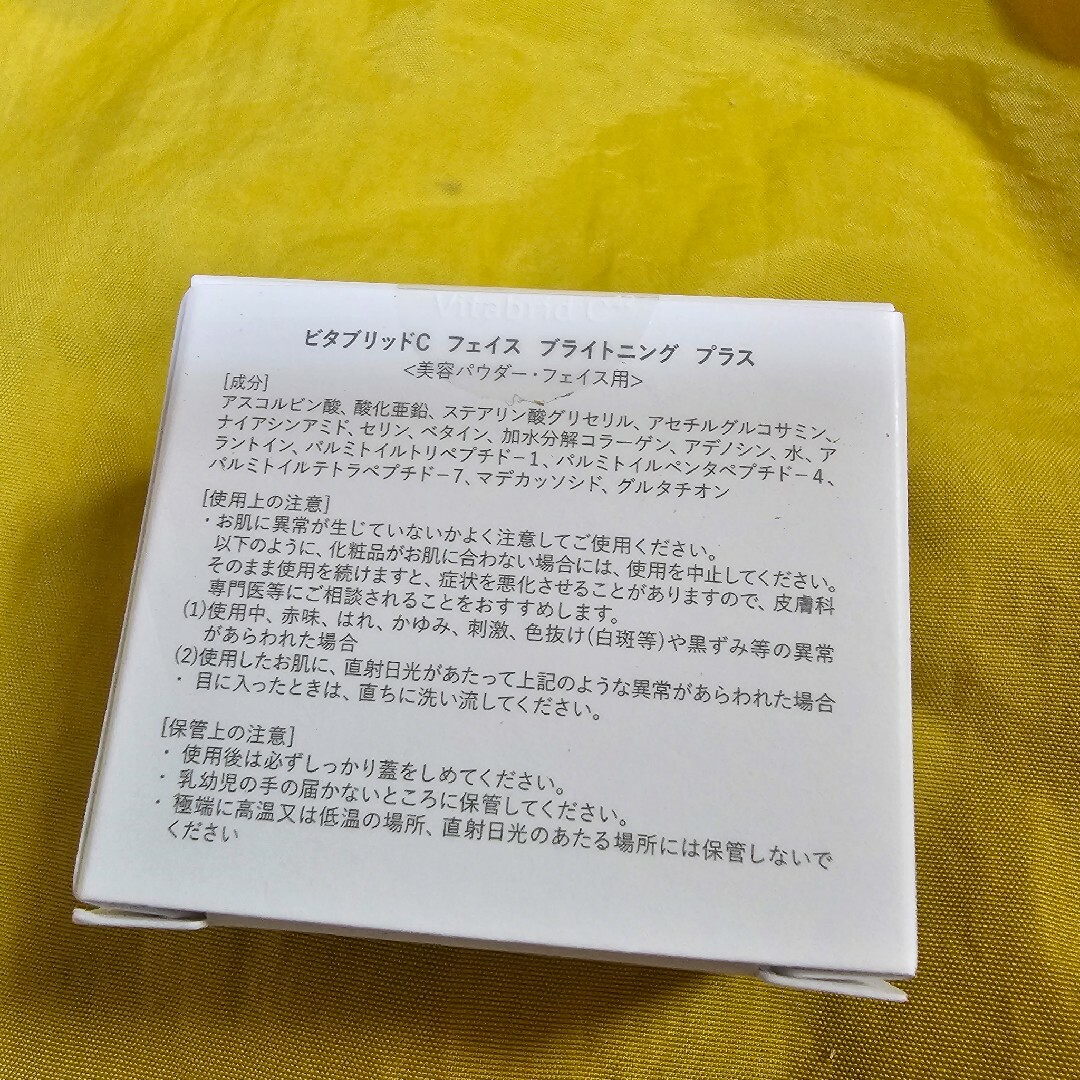 Vitabrid C
ビタブリッドC フェイス ブライトニング プラス
<美容パウダー・フェイス用>
[成分]
アスコルビン酸、酸化亜鉛、ステアリン酸グリセリル、アセチルグルコサミン、
ナイアシンアミド、セリン、ベタイン、加水分解コラーゲン、アデノシン、水、ア
ラントイン、パルミトイルトリペプチド-1、パルミトイルペンタペプチド-4、
パルミトイルテトラペプチド-7、マデカッソシド、グルタチオン
[使用上の注意]
・お肌に異常が生じていないかよく注意してご使用ください。
以下のように、化粧品がお肌に合わない場合には、使用を中止してください。
そのまま使用を続けますと、症状を悪化させることがありますので、皮膚科
専門医等にご相談されることをおすすめします。
(1)使用中、赤味、はれ、かゆみ、刺激、色抜け(白斑等)や黒ずみ等の異常
があらわれた場合
(2)使用したお肌に、直射日光があたって上記のような異常があらわれた場合
・目に入ったときは、直ちに洗い流してください。
[保管上の注意]
・使用後は必ずしっかり蓋をしめてください。
・乳幼児の手の届かないところに保管してください。
・極端に高温又は低温の場所、直射日光のあたる場所には保管しないで
ください